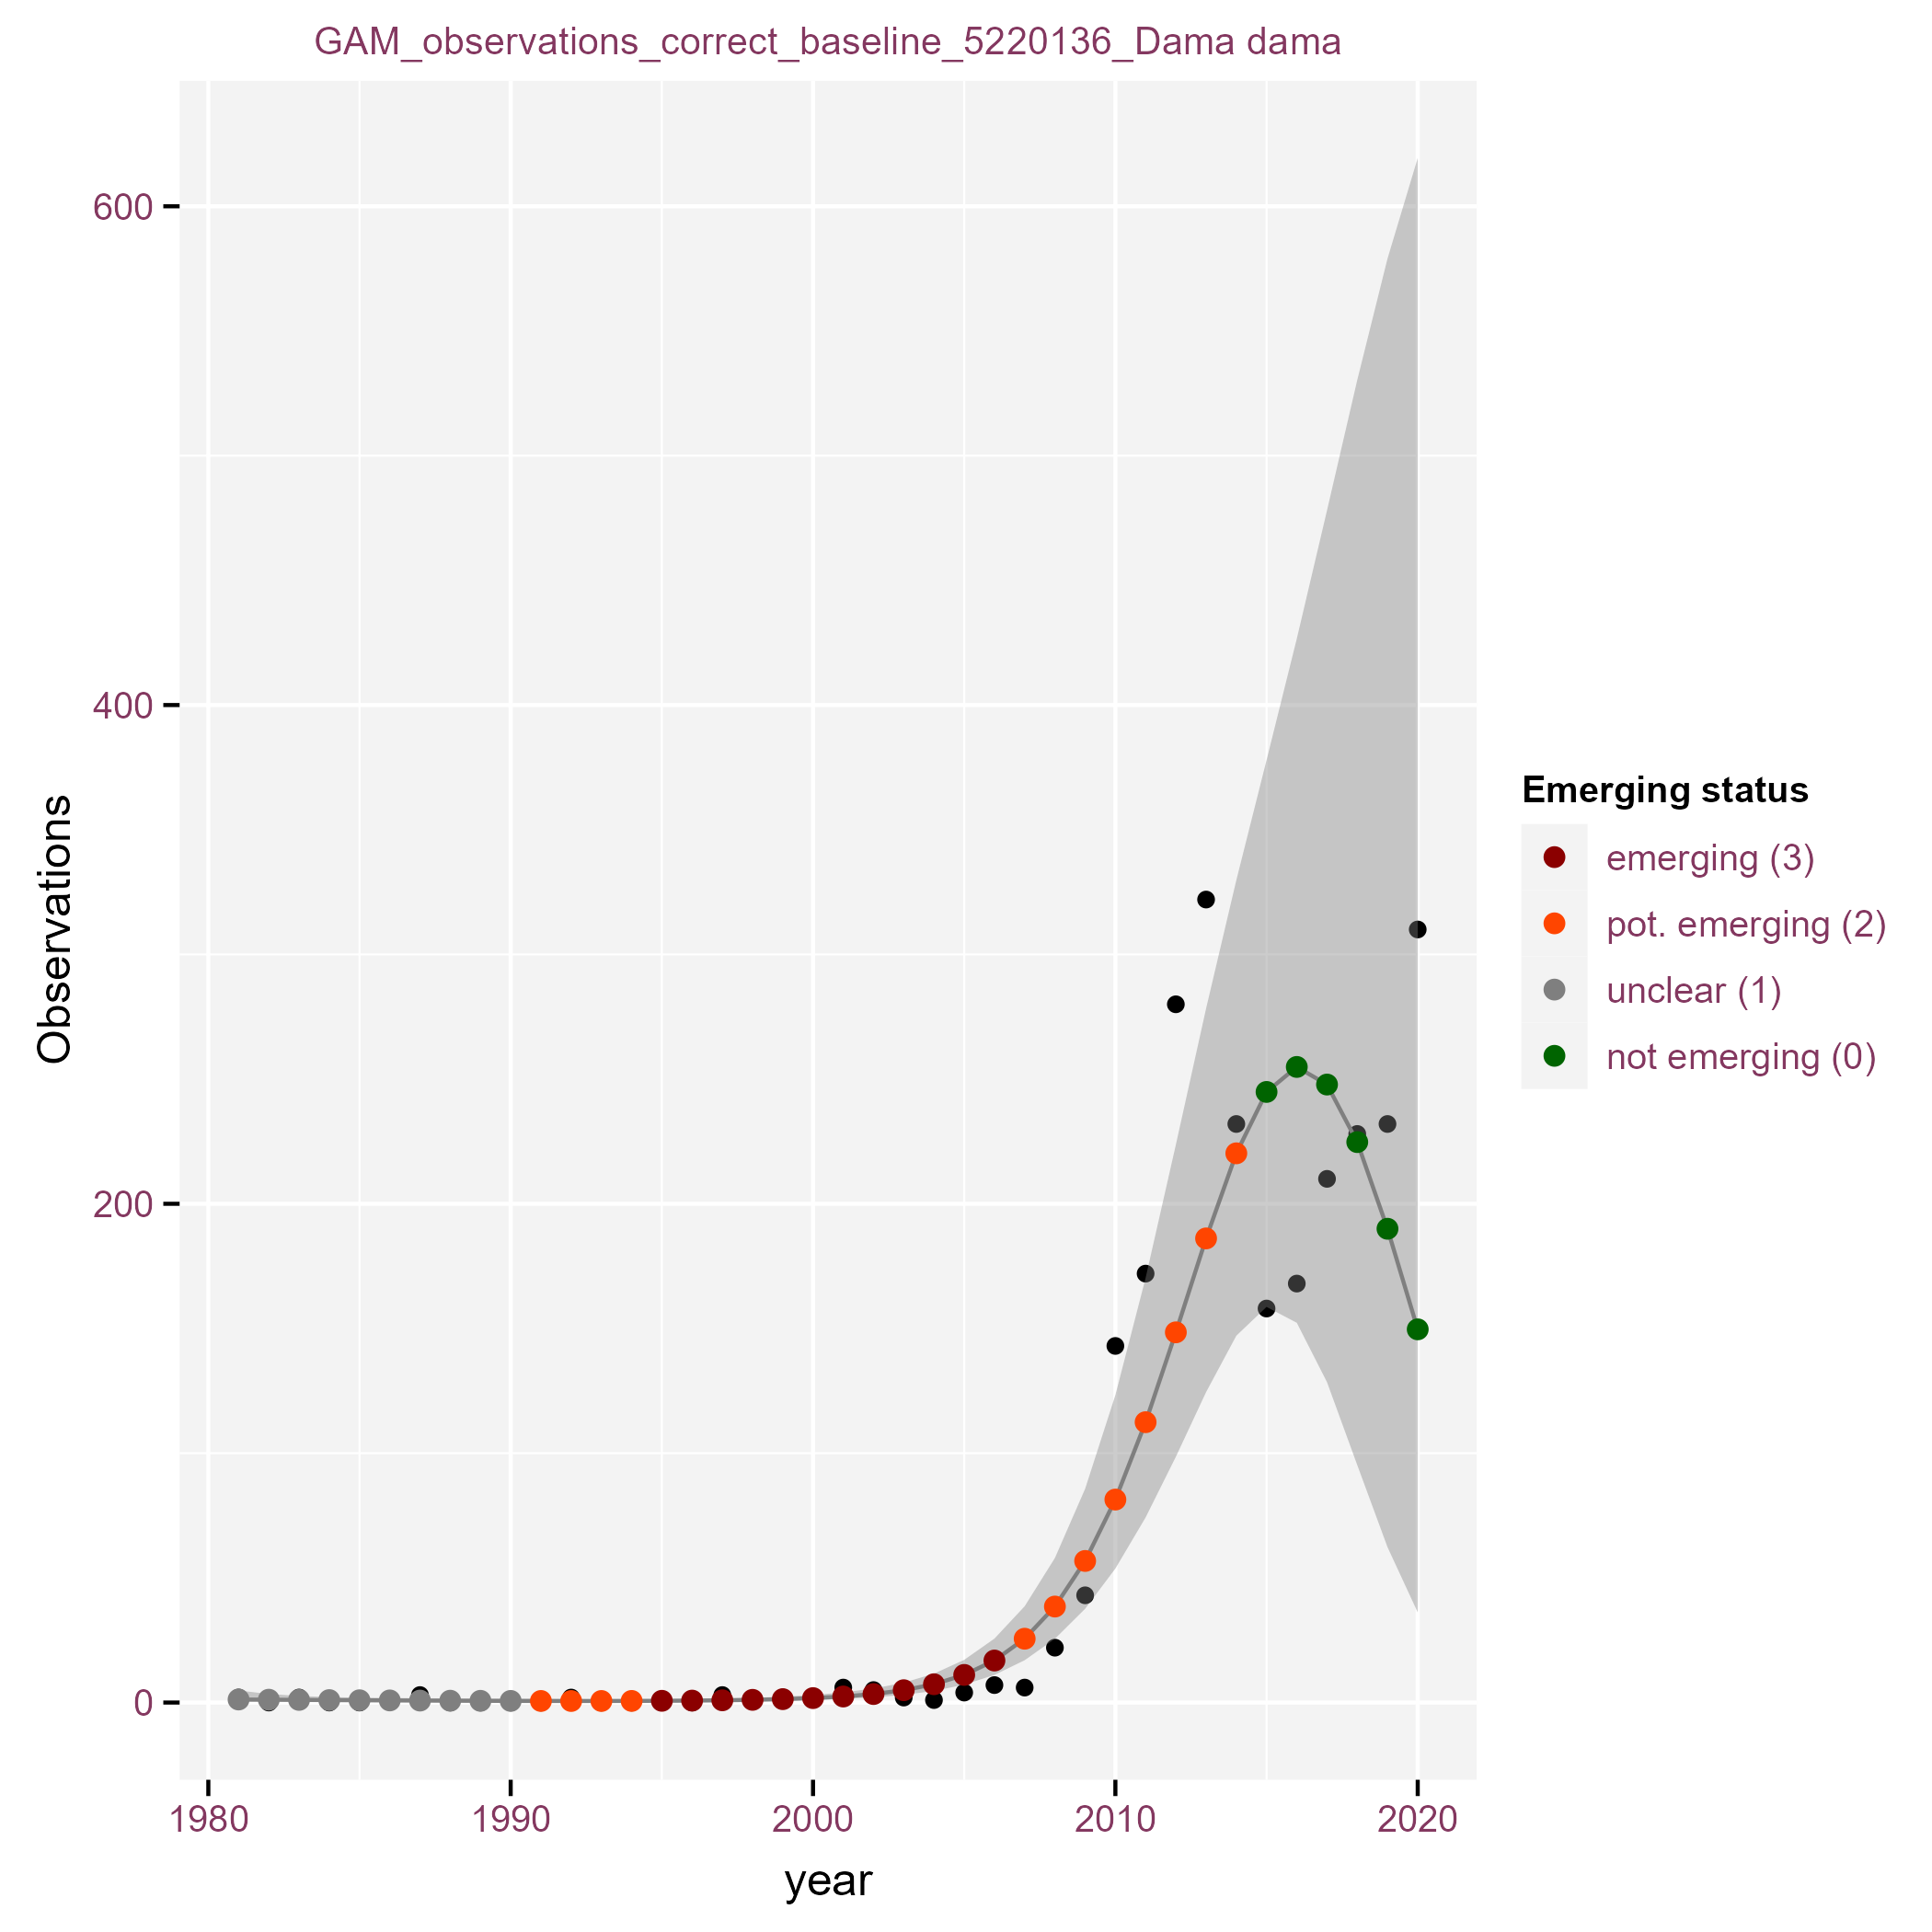 GAM_observations_correct_baseline_5220136_Dama dama
600
400
200
0
Observations
1980 1990 2000 2010 2020
year
Emerging status
emerging (3)
pot. emerging (2)
unclear (1)
not emerging (0)